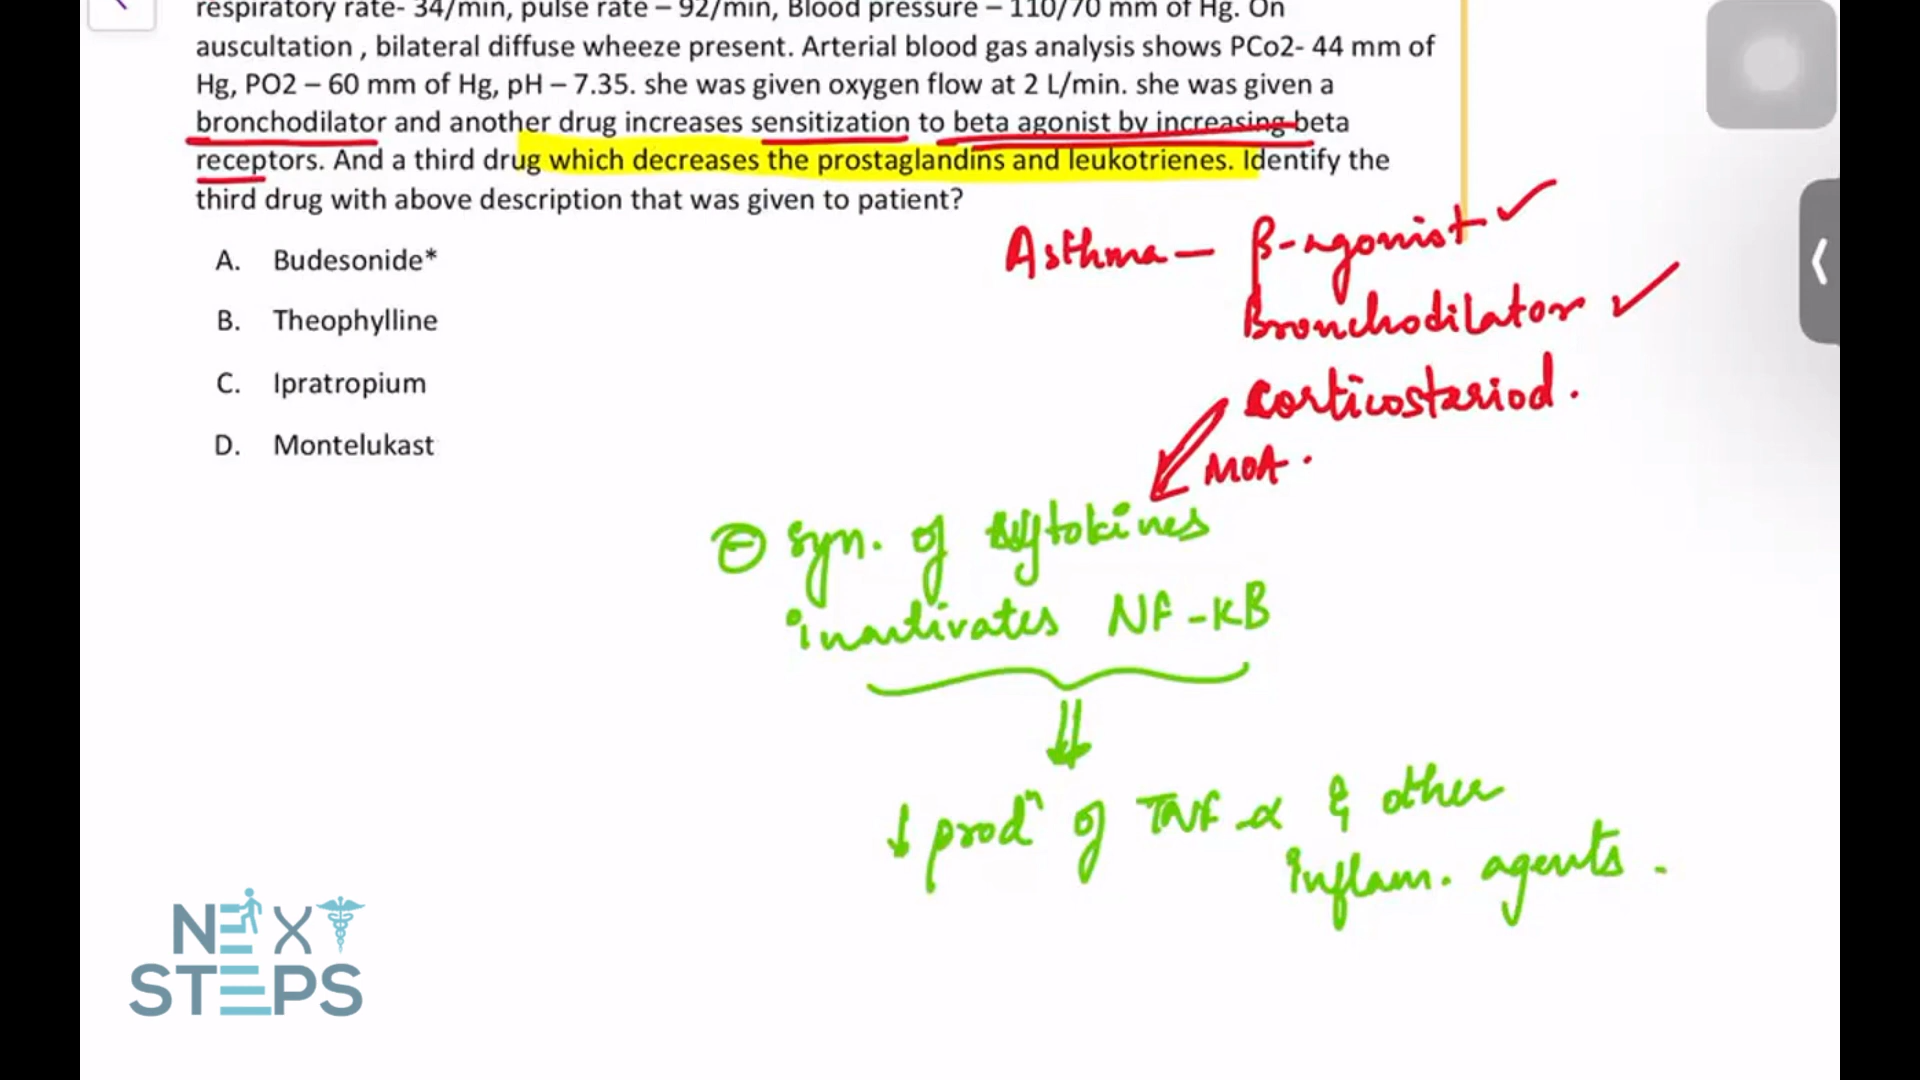 respiratory rate- 34/min, pulse rate – 92/min, Blood pressure – 110/70 mm of Hg. On
auscultation , bilateral diffuse wheeze present. Arterial blood gas analysis shows PCo2- 44 mm of
Hg, PO2 – 60 mm of Hg, pH – 7.35. she was given oxygen flow at 2 L/min. she was given a
bronchodilator and another drug increases sensitization to beta agonist by increasing beta
receptors. And a third drug which decreases the prostaglandins and leukotrienes. Identify the
third drug with above description that was given to patient?
A. Budesonide*
B. Theophylline
C. Ipratropium
D. Montelukast
Asthma – β-agonist ✓
Bronchodilator ✓
Corticosteriod.
MOA.
⊖ Syn. of cytokines
inactivates NF-KB
↓ prodⁿ of TNF-α & other
Inflam. agents.
NEXT
STEPS